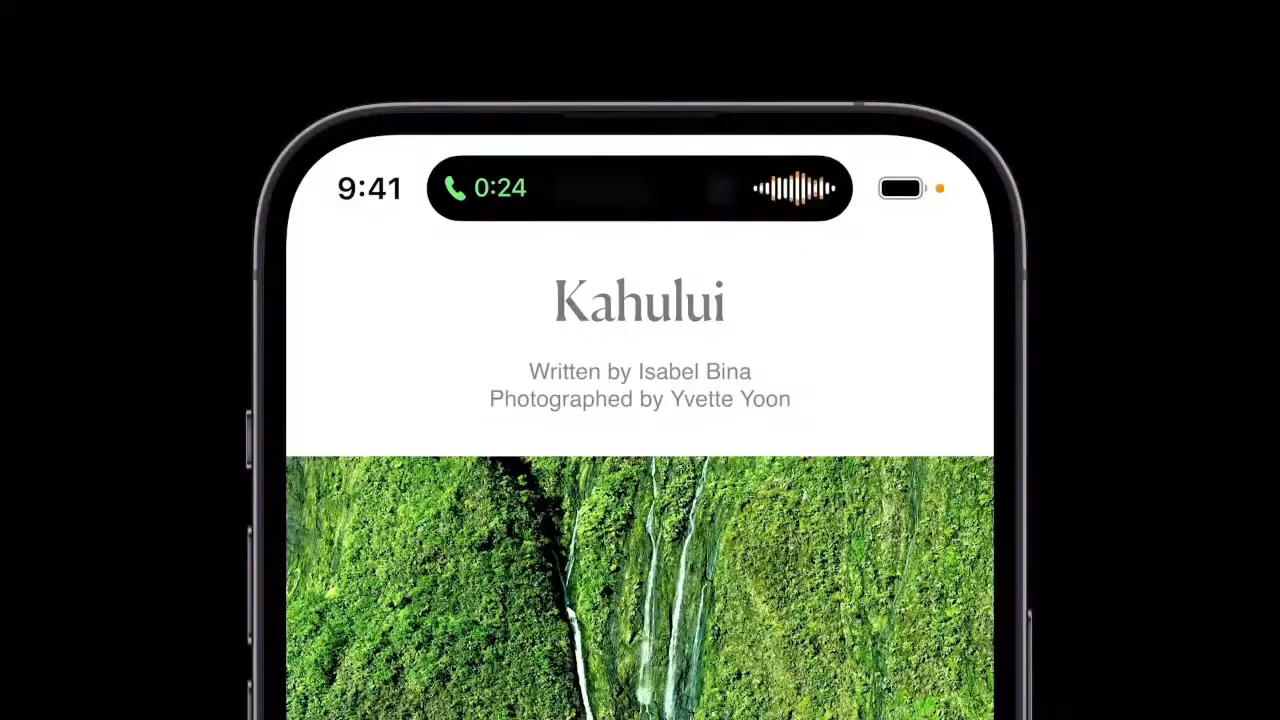 9:41
0:24
Kahului
Written by Isabel Bina
Photographed by Yvette Yoon